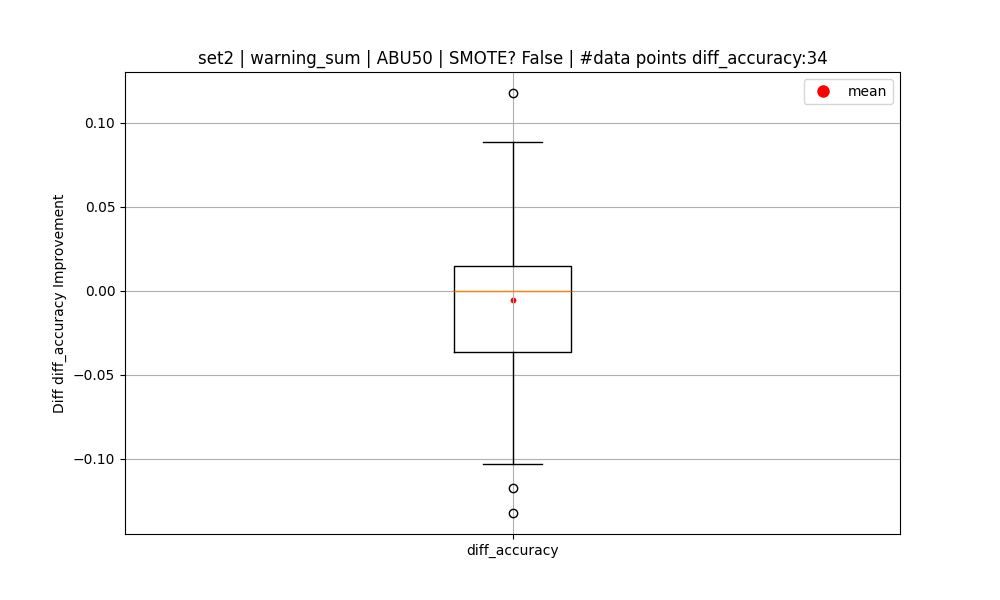 set2 | warning_sum | ABU50 | SMOTE? False | #data points diff_accuracy:34
mean
0.10
0.05
0.00
−0.05
−0.10
Diff diff_accuracy Improvement
diff_accuracy